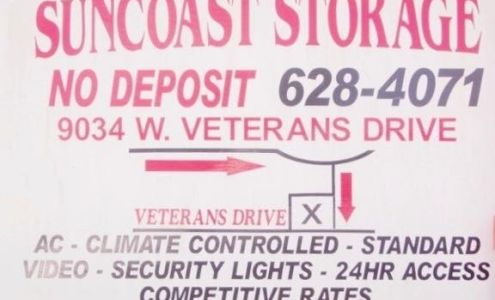 SUNCOAST STORAGE
NO DEPOSIT 628-4071
9034 W. VETERANS DRIVE
VETERANS DRIVE X
AC - CLIMATE CONTROLLED - STANDARD
VIDEO - SECURITY LIGHTS - 24HR ACCESS
COMPETITIVE RATES